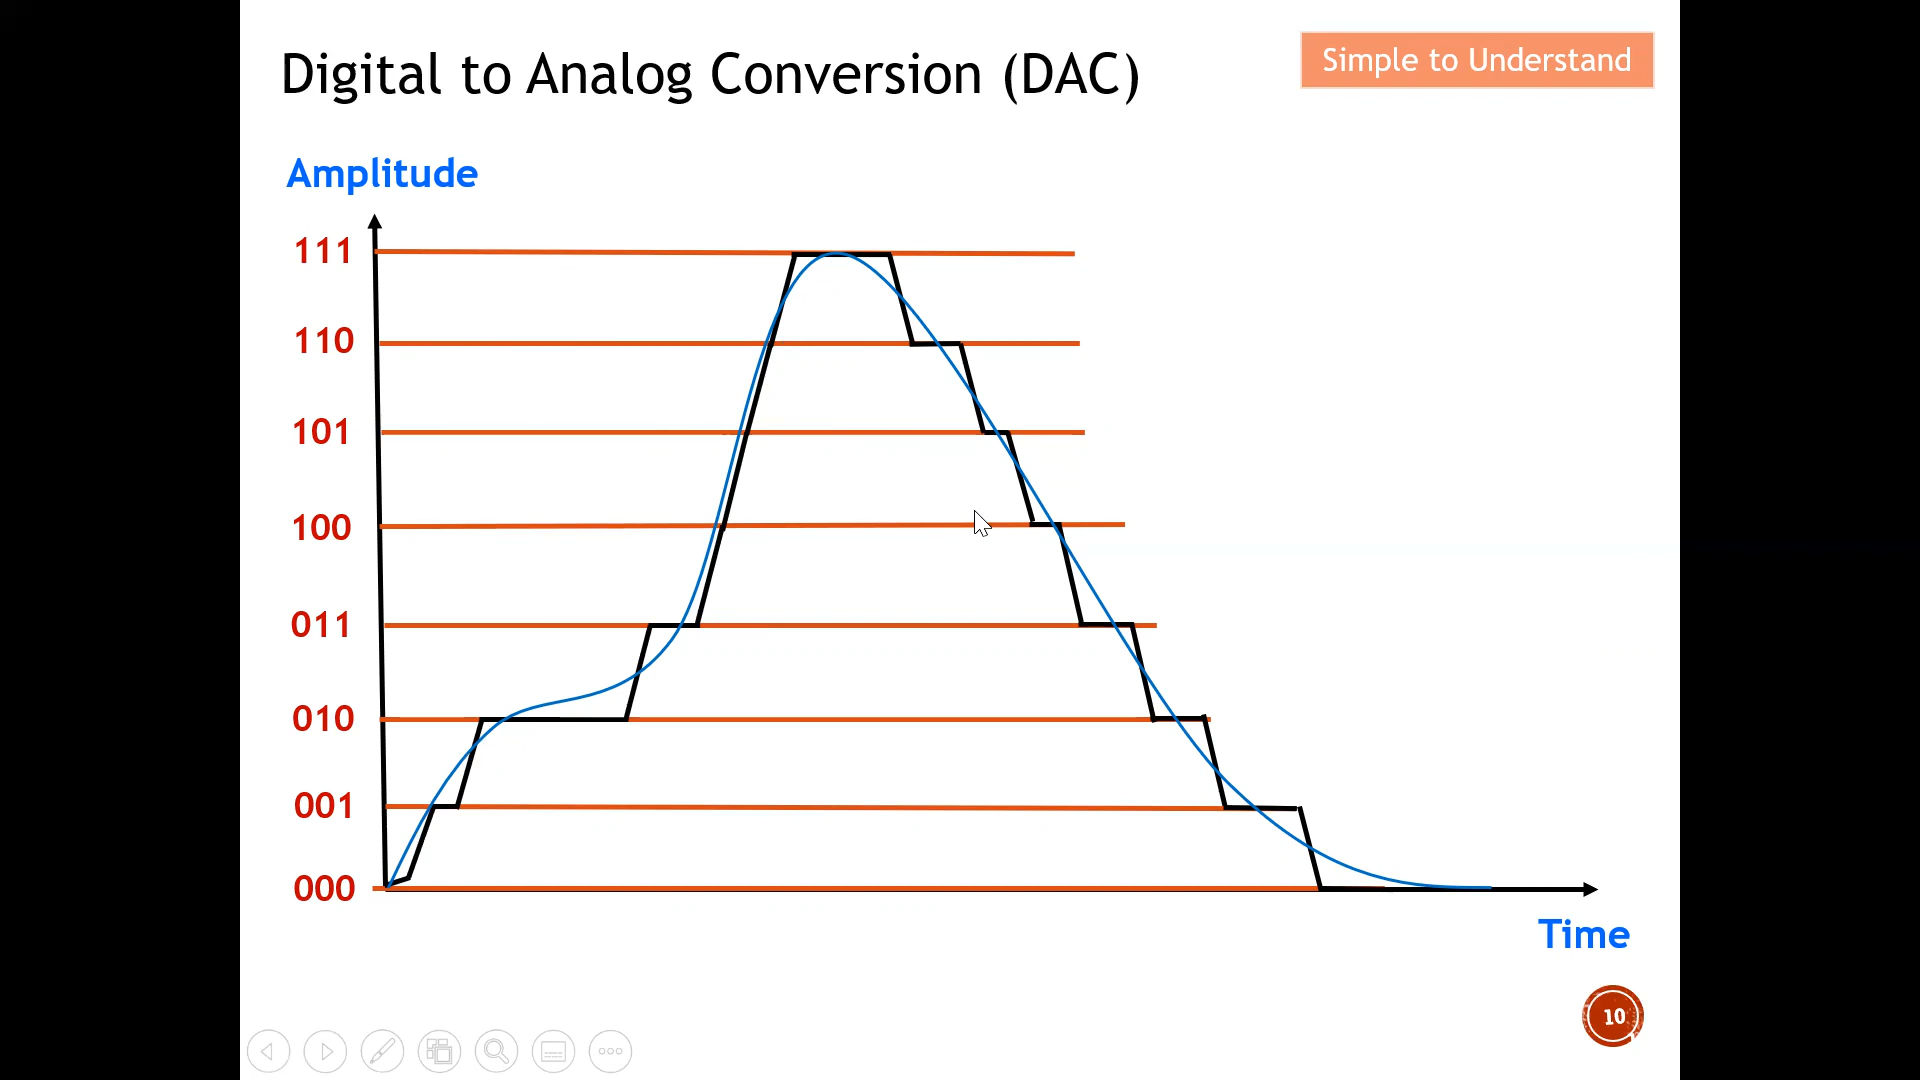 Digital to Analog Conversion (DAC)
Simple to Understand
Amplitude
111
110
101
100
011
010
001
000
Time
10